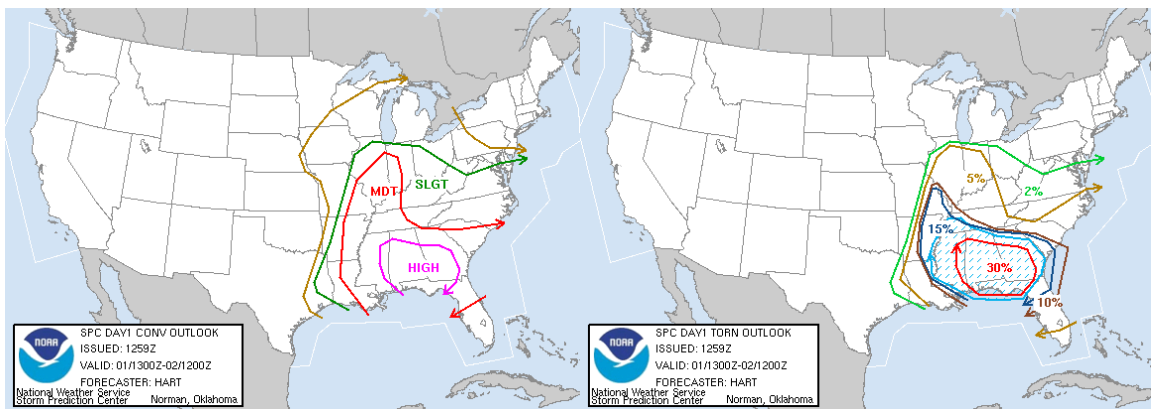 MDT
SLGT
HIGH
NOAA
SPC DAY1 CONV OUTLOOK
ISSUED: 1259Z
VALID: 01/1300Z-02/1200Z
FORECASTER: HART
National Weather Service
Storm Prediction Center Norman, Oklahoma
5%
2%
15%
30%
10%
NOAA
SPC DAY1 TORN OUTLOOK
ISSUED: 1259Z
VALID: 01/1300Z-02/1200Z
FORECASTER: HART
National Weather Service
Storm Prediction Center Norman, Oklahoma